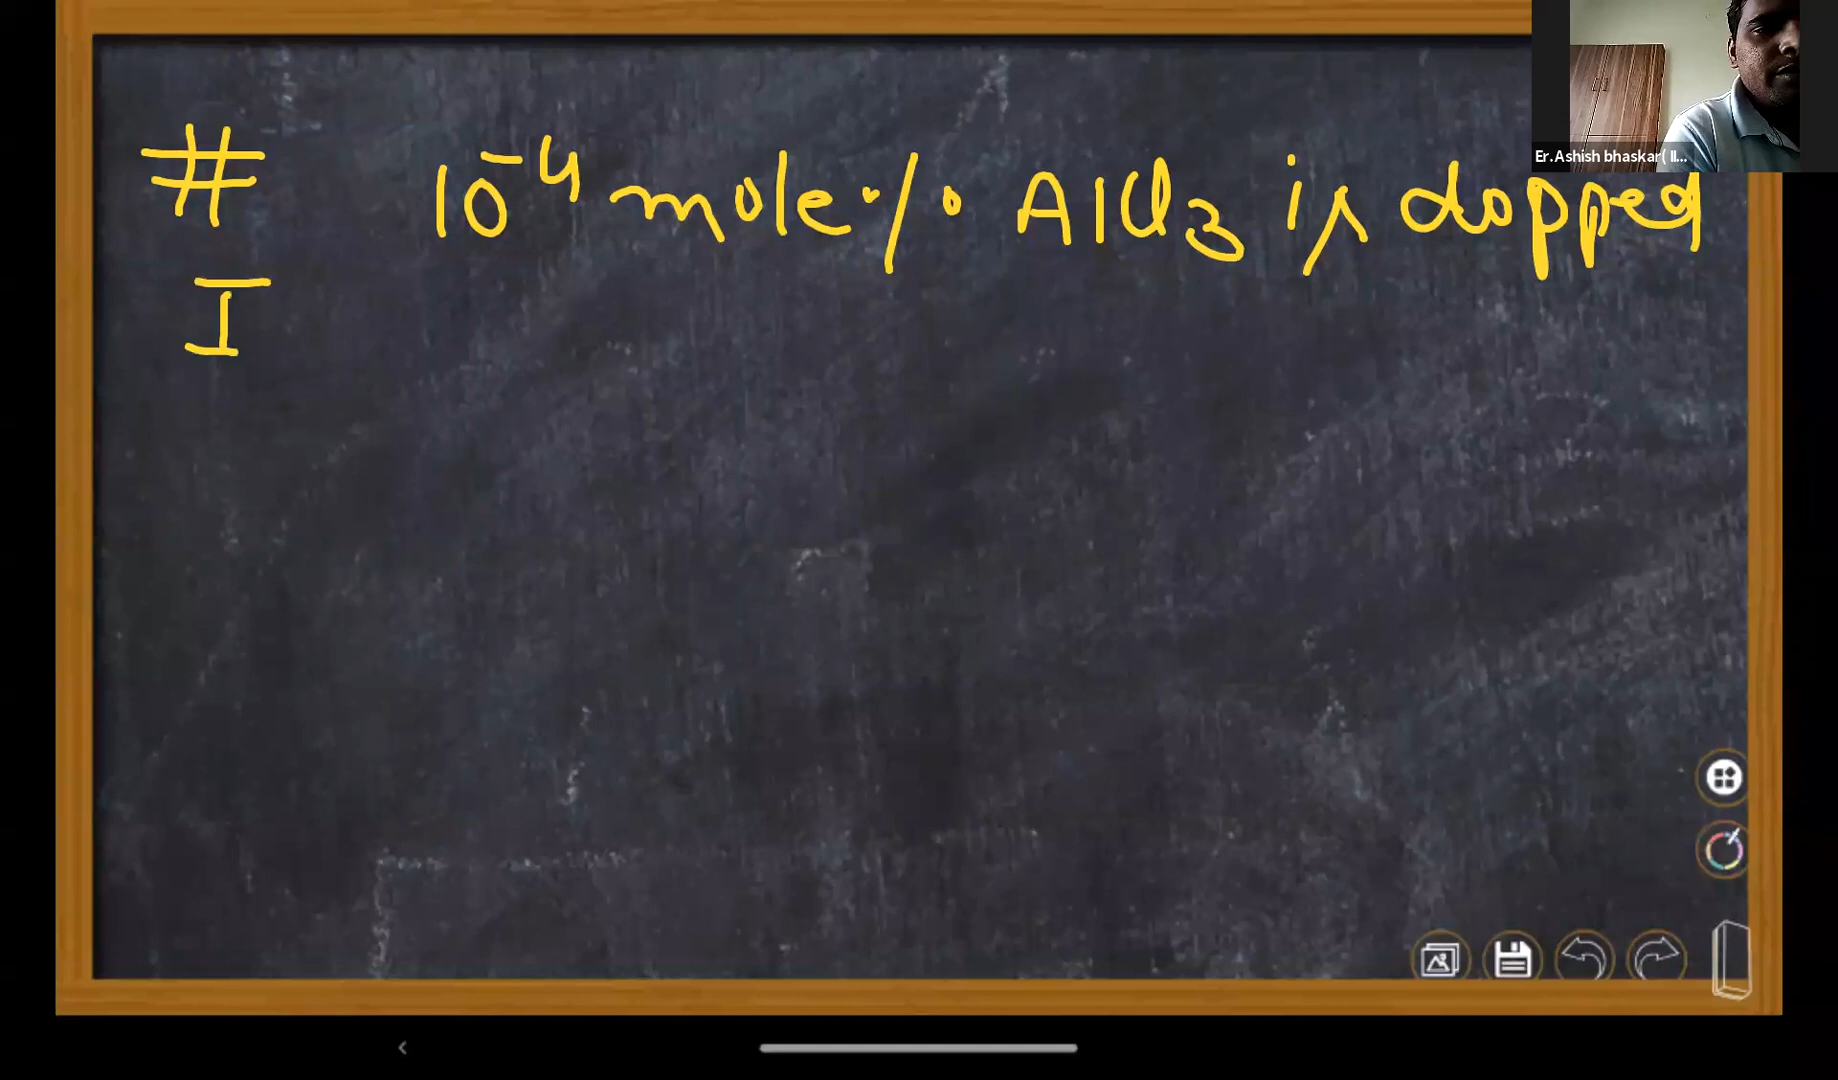 # 10⁻⁴ mole % AlCl₃ is dopped
I
Er.Ashish bhaskar( II...